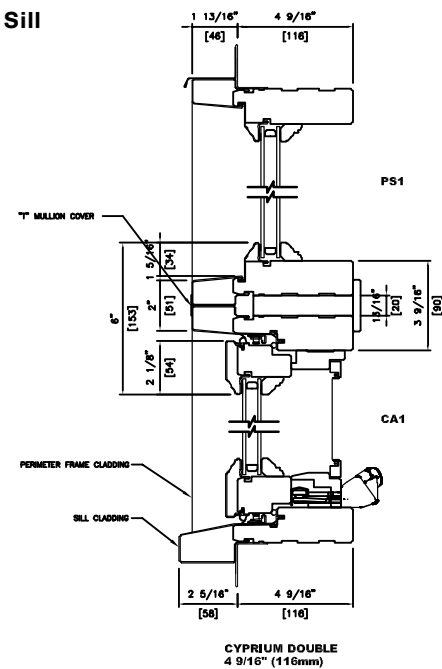 Sill
1 13/16" 4 9/16"
[46] [116]
PS1
"T" MULLION COVER
1 5/16"
[34]
2"
[51]
6"
[153]
2 1/8"
[54]
13/16"
[20]
3 9/16"
[90]
CA1
PERIMETER FRAME CLADDING
SILL CLADDING
2 5/16" 4 9/16"
[58] [116]
CYPRIUM DOUBLE
4 9/16" (116mm)